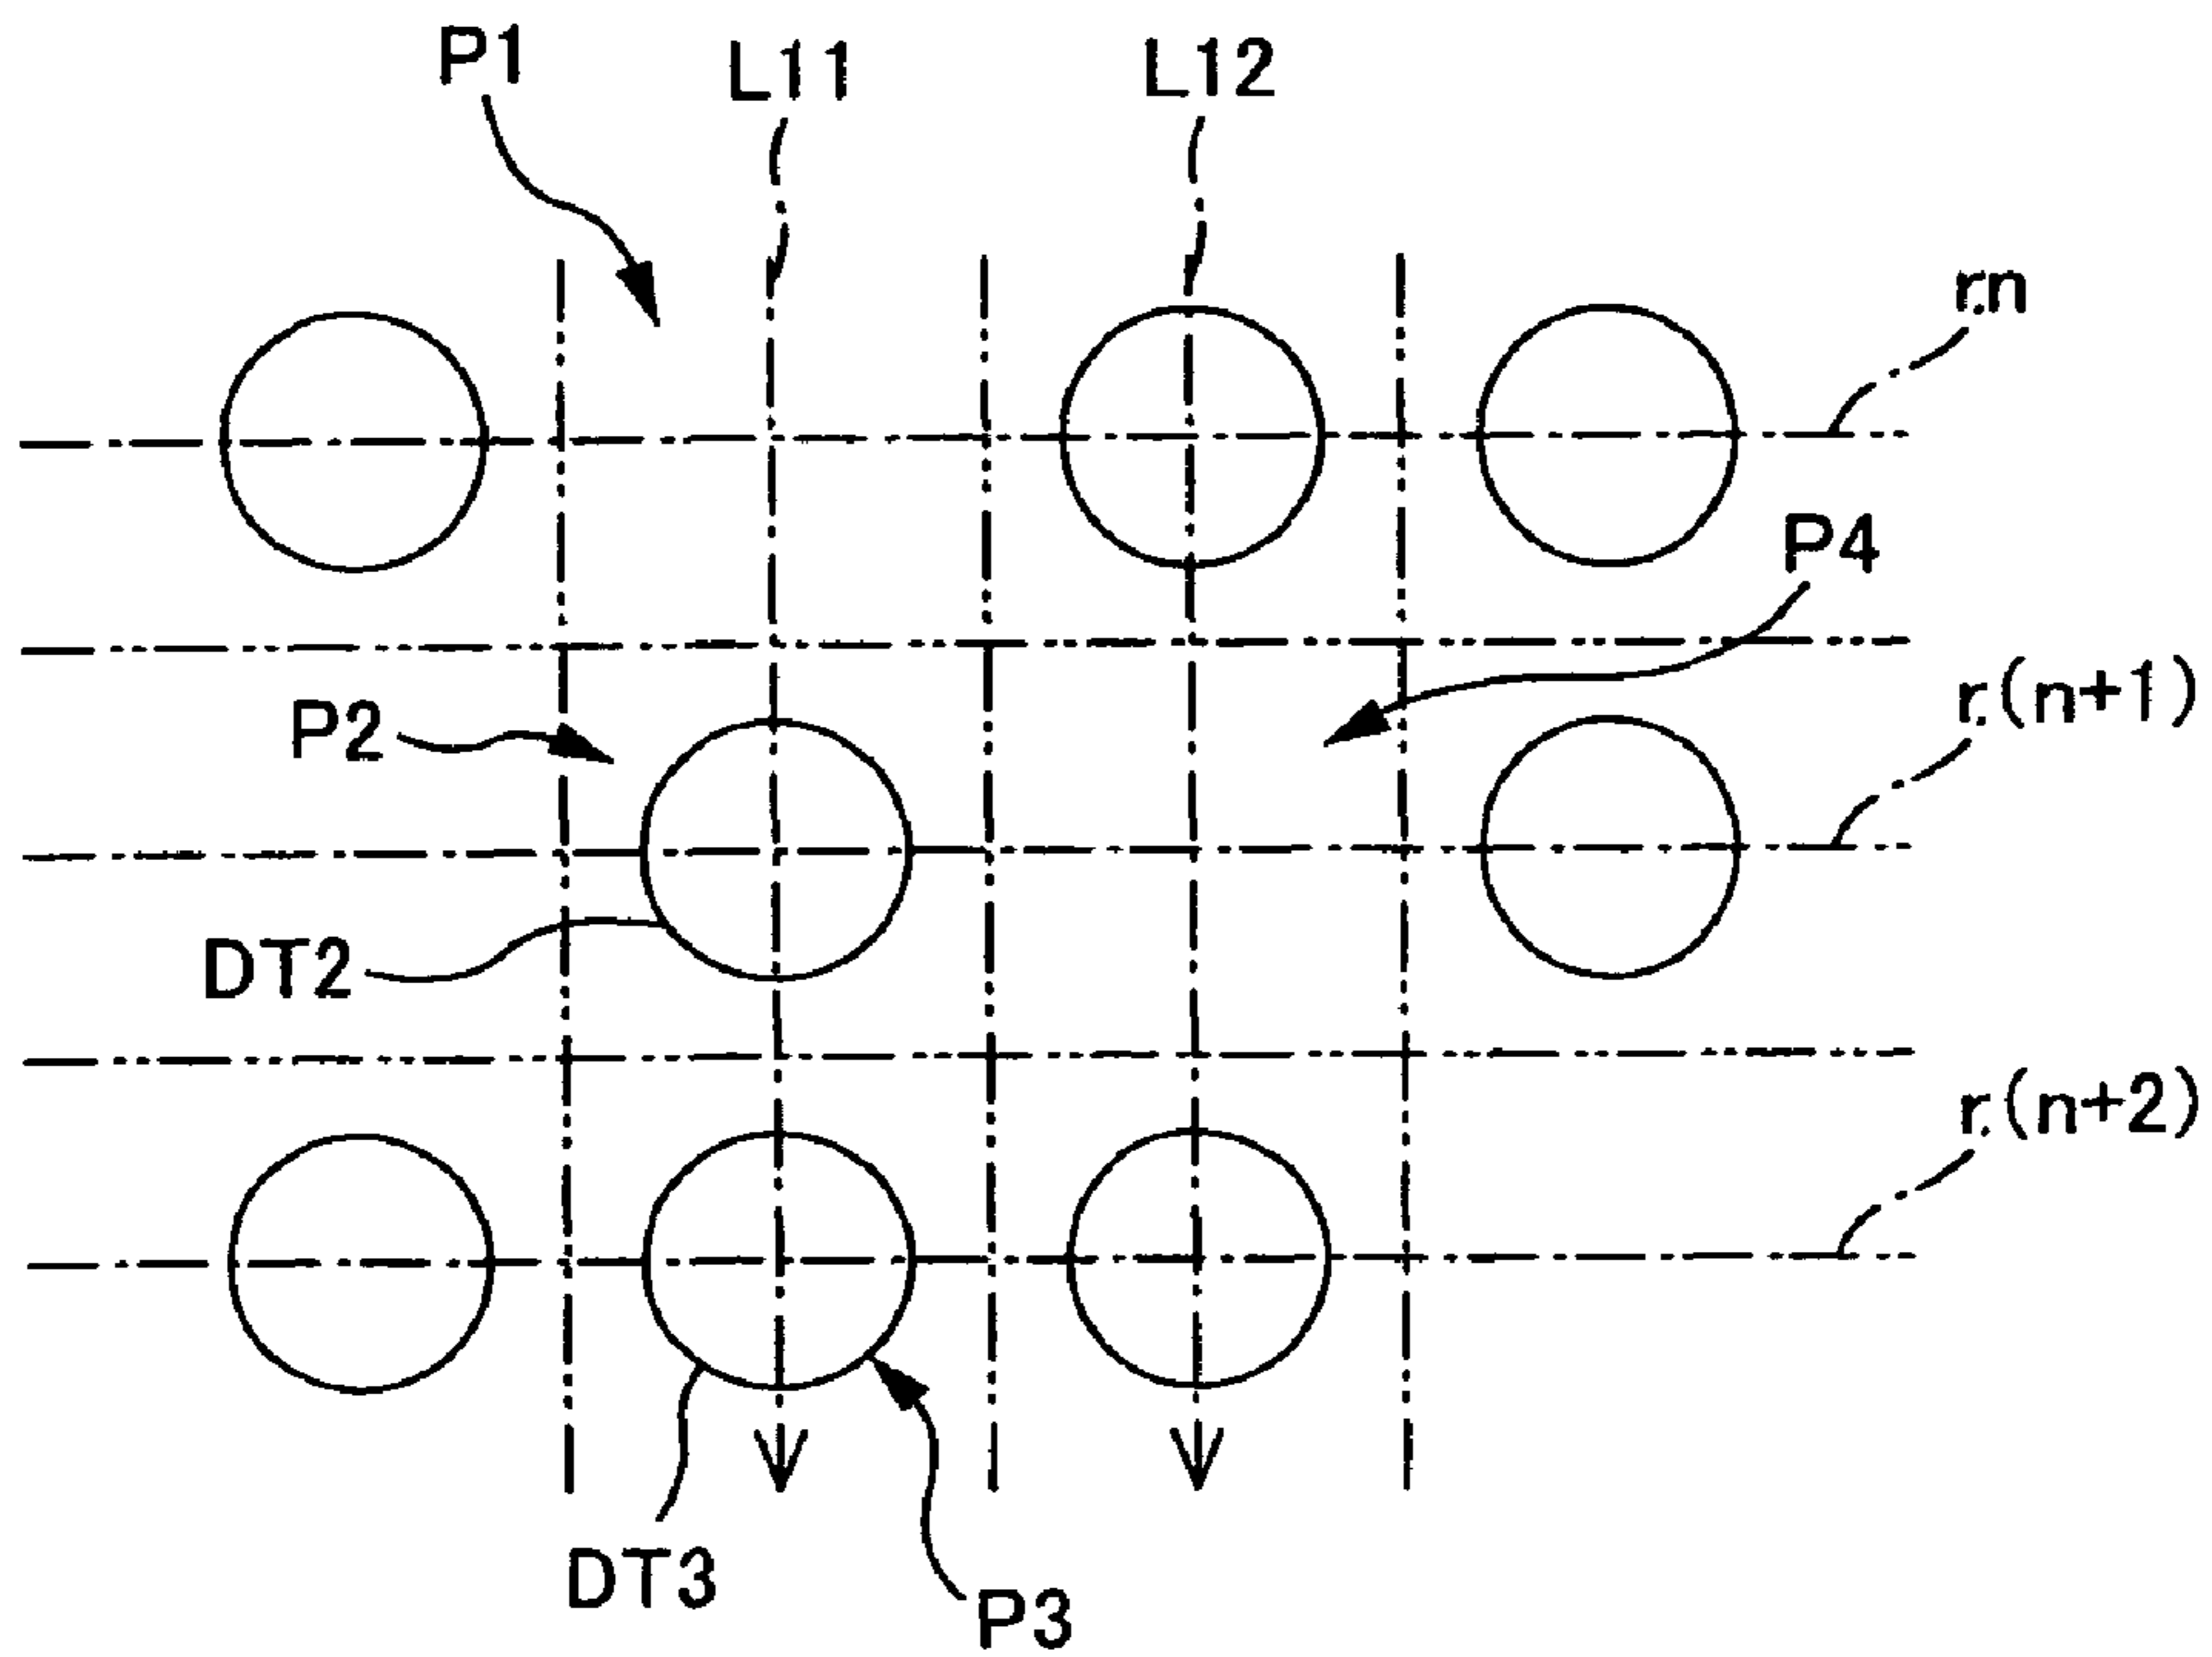 P1
L11
L12
r.n
P4
r.(n+1)
P2
DT2
r.(n+2)
DT3
P3